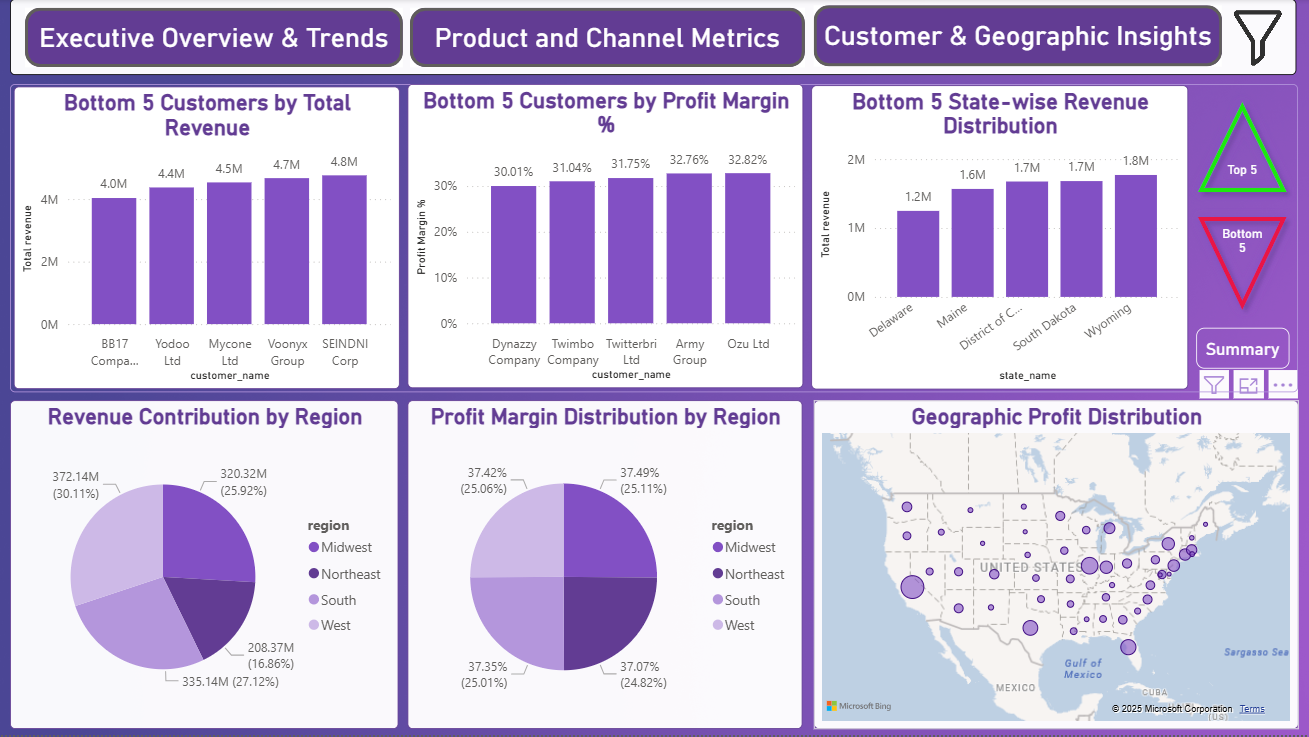 Executive Overview & Trends
Product and Channel Metrics
Customer & Geographic Insights
Bottom 5 Customers by Total
Revenue
Total revenue
4M
2M
0M
4.0M
4.4M
4.5M
4.7M
4.8M
BB17
Compa...
Yodoo
Ltd
Mycone
Ltd
Voonyx
Group
SEINDNI
Corp
customer_name
Bottom 5 Customers by Profit Margin
%
Profit Margin %
30%
20%
10%
0%
30.01%
31.04%
31.75%
32.76%
32.82%
Dynazzy
Company
Twimbo
Company
Twitterbri
Ltd
Army
Group
Ozu Ltd
customer_name
Bottom 5 State-wise Revenue
Distribution
Total revenue
2M
1M
0M
1.2M
1.6M
1.7M
1.7M
1.8M
Delaware
Maine
District of C...
South Dakota
Wyoming
state_name
Top 5
Bottom
5
Summary
Revenue Contribution by Region
372.14M
(30.11%)
320.32M
(25.92%)
208.37M
(16.86%)
335.14M (27.12%)
region
Midwest
Northeast
South
West
Profit Margin Distribution by Region
37.42%
(25.06%)
37.49%
(25.11%)
37.35%
(25.01%)
37.07%
(24.82%)
region
Midwest
Northeast
South
West
Geographic Profit Distribution
UNITED STATES
Gulf of
Mexico
Sargasso Sea
MEXICO
CUBA
(US)
Microsoft Bing
© 2025 Microsoft Corporation Terms